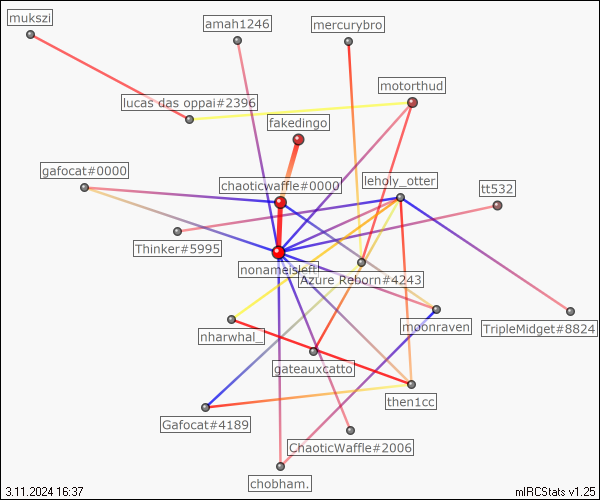 mukszi
amah1246
mercurybro
motorthud
lucas das oppai#2396
fakedingo
gafocat#0000
chaoticwaffle#0000
leholy_otter
tt532
Thinker#5995
nonameisleft
Azure Reborn#4243
nharwhal_
moonraven
TripleMidget#8824
gateauxcatto
then1cc
Gafocat#4189
ChaoticWaffle#2006
chobham.
3.11.2024 16:37
mIRCStats v1.25